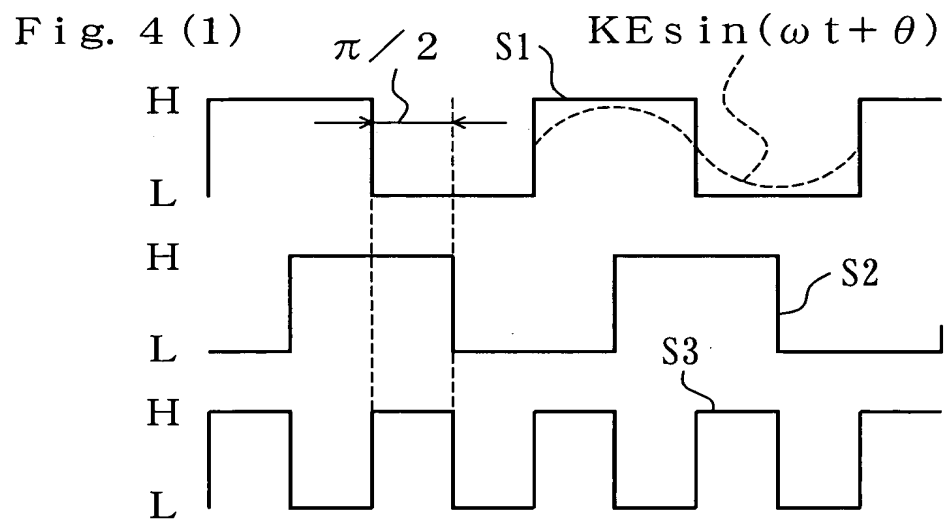 Fig. 4 (1)
π／2
S1
KEsin(ωt+θ)
H
L
H
S2
L
S3
H
L